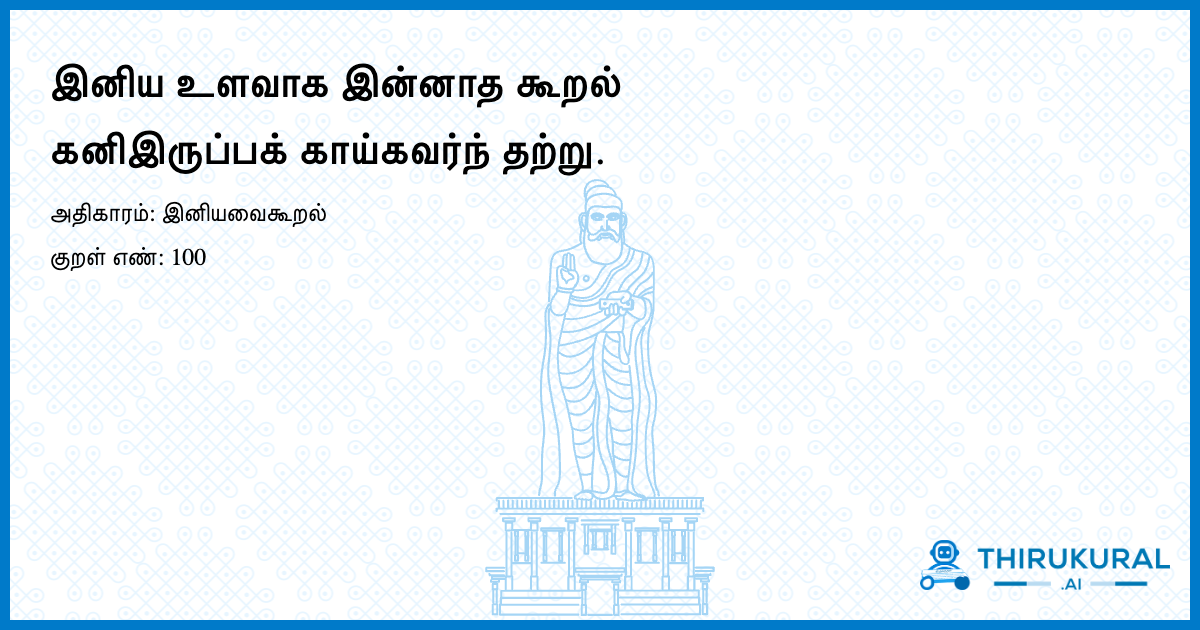 இனிய உளவாக இன்னாத கூறல்
கனிஇருப்பக் காய்கவர்ந் தற்று.
அதிகாரம்: இனியவைகூறல்
குறள் எண்: 100
THIRUKURAL
.AI